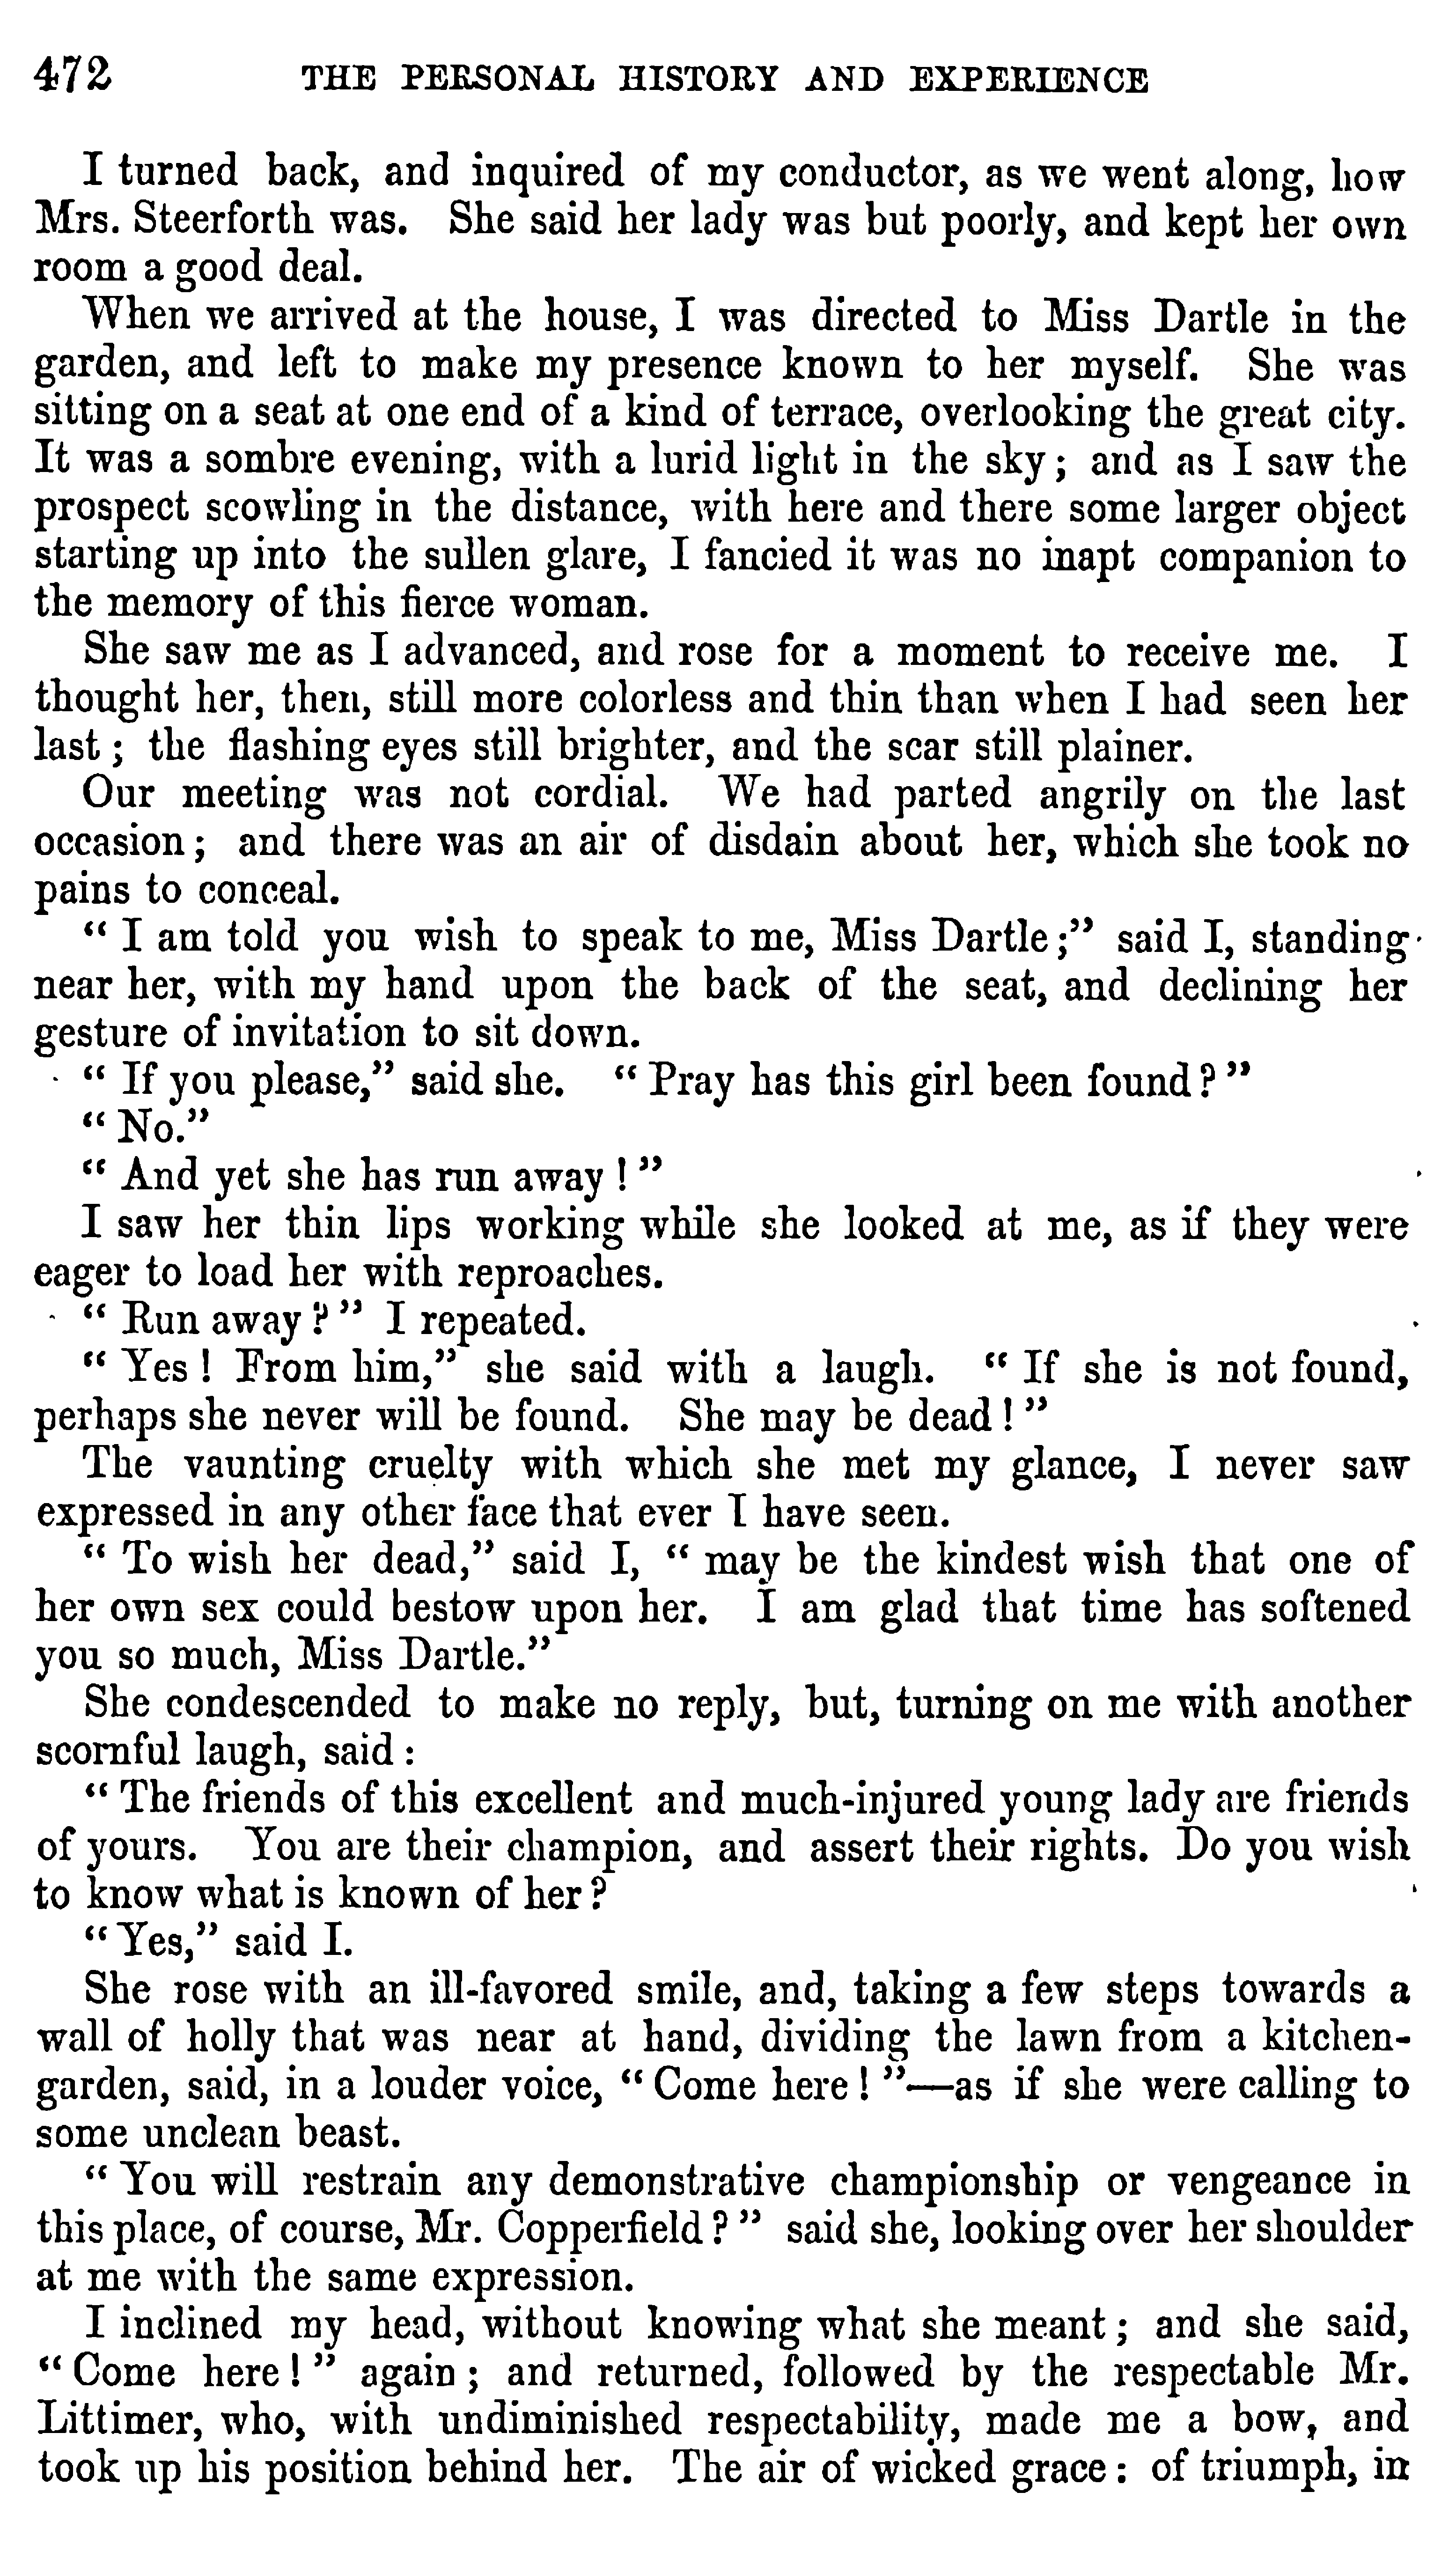 472 THE PERSONAL HISTORY AND EXPERIENCE
I turned back, and inquired of my conductor, as we went along, how
Mrs. Steerforth was. She said her lady was but poorly, and kept her own
room a good deal.
When we arrived at the house, I was directed to Miss Dartle in the
garden, and left to make my presence known to her myself. She was
sitting on a seat at one end of a kind of terrace, overlooking the great city.
It was a sombre evening, with a lurid light in the sky; and as I saw the
prospect scowling in the distance, with here and there some larger object
starting up into the sullen glare, I fancied it was no inapt companion to
the memory of this fierce woman.
She saw me as I advanced, and rose for a moment to receive me. I
thought her, then, still more colorless and thin than when I had seen her
last; the flashing eyes still brighter, and the scar still plainer.
Our meeting was not cordial. We had parted angrily on the last
occasion; and there was an air of disdain about her, which she took no
pains to conceal.
“I am told you wish to speak to me, Miss Dartle;” said I, standing
near her, with my hand upon the back of the seat, and declining her
gesture of invitation to sit down.
“If you please,” said she. “Pray has this girl been found?”
“No.”
“And yet she has run away!”
I saw her thin lips working while she looked at me, as if they were
eager to load her with reproaches.
“Run away?” I repeated.
“Yes! From him,” she said with a laugh. “If she is not found,
perhaps she never will be found. She may be dead!”
The vaunting cruelty with which she met my glance, I never saw
expressed in any other face that ever I have seen.
“To wish her dead,” said I, “may be the kindest wish that one of
her own sex could bestow upon her. I am glad that time has softened
you so much, Miss Dartle.”
She condescended to make no reply, but, turning on me with another
scornful laugh, said:
“The friends of this excellent and much-injured young lady are friends
of yours. You are their champion, and assert their rights. Do you wish
to know what is known of her?
“Yes,” said I.
She rose with an ill-favored smile, and, taking a few steps towards a
wall of holly that was near at hand, dividing the lawn from a kitchen-
garden, said, in a louder voice, “Come here!”—as if she were calling to
some unclean beast.
“You will restrain any demonstrative championship or vengeance in
this place, of course, Mr. Copperfield?” said she, looking over her shoulder
at me with the same expression.
I inclined my head, without knowing what she meant; and she said,
“Come here!” again; and returned, followed by the respectable Mr.
Littimer, who, with undiminished respectability, made me a bow, and
took up his position behind her. The air of wicked grace: of triumph, in